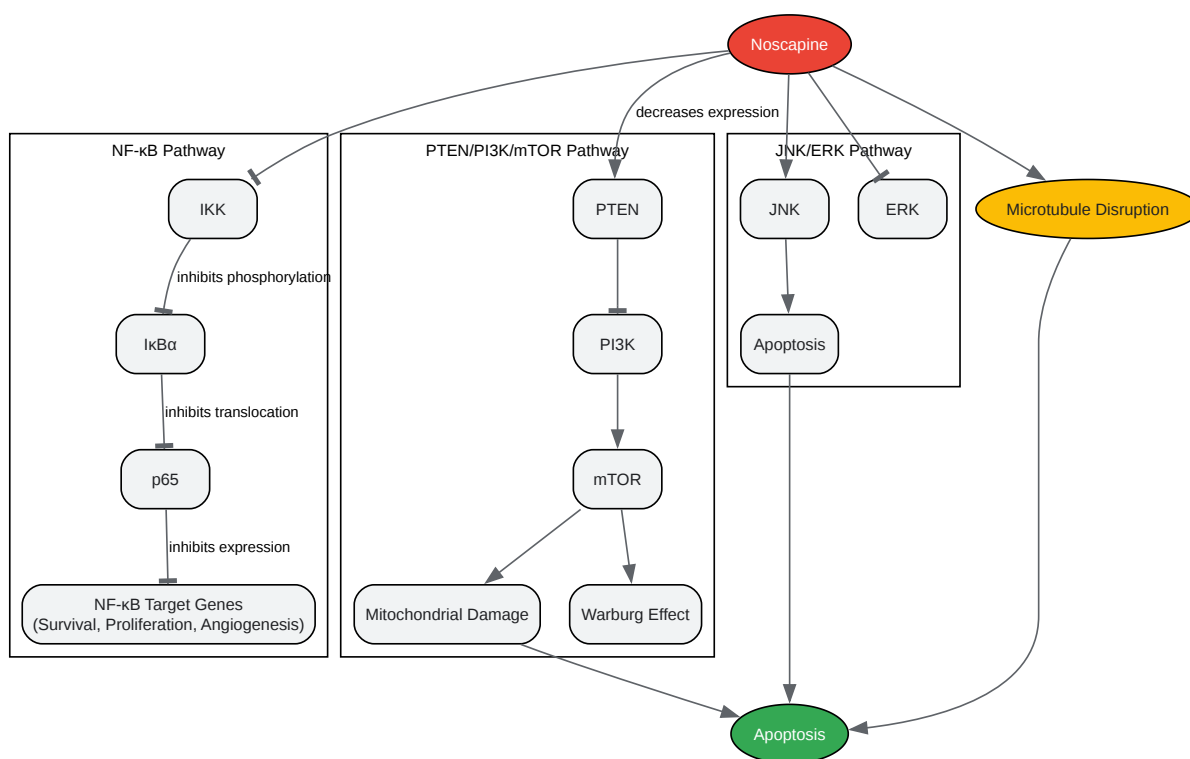 Noscapine
decreases expression
NF-κB Pathway
PTEN/PI3K/mTOR Pathway
JNK/ERK Pathway
IKK
PTEN
JNK
ERK
Microtubule Disruption
inhibits phosphorylation
IκBα
PI3K
Apoptosis
inhibits translocation
p65
mTOR
inhibits expression
NF-κB Target Genes
(Survival, Proliferation, Angiogenesis)
Mitochondrial Damage
Warburg Effect
Apoptosis